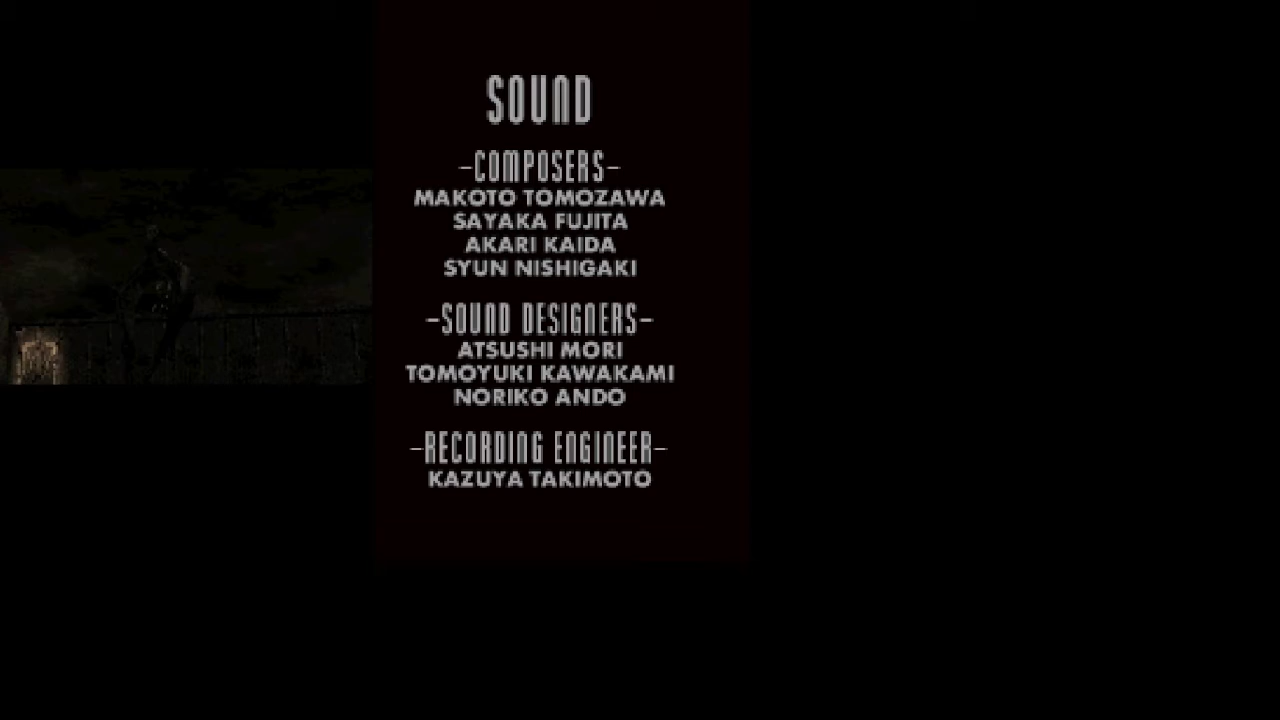 SOUND
-COMPOSERS-
MAKOTO TOMOZAWA
SAYAKA FUJITA
AKARI KAIDA
SYUN NISHIGAKI
-SOUND DESIGNERS-
ATSUSHI MORI
TOMOYUKI KAWAKAMI
NORIKO ANDO
-RECORDING ENGINEER-
KAZUYA TAKIMOTO